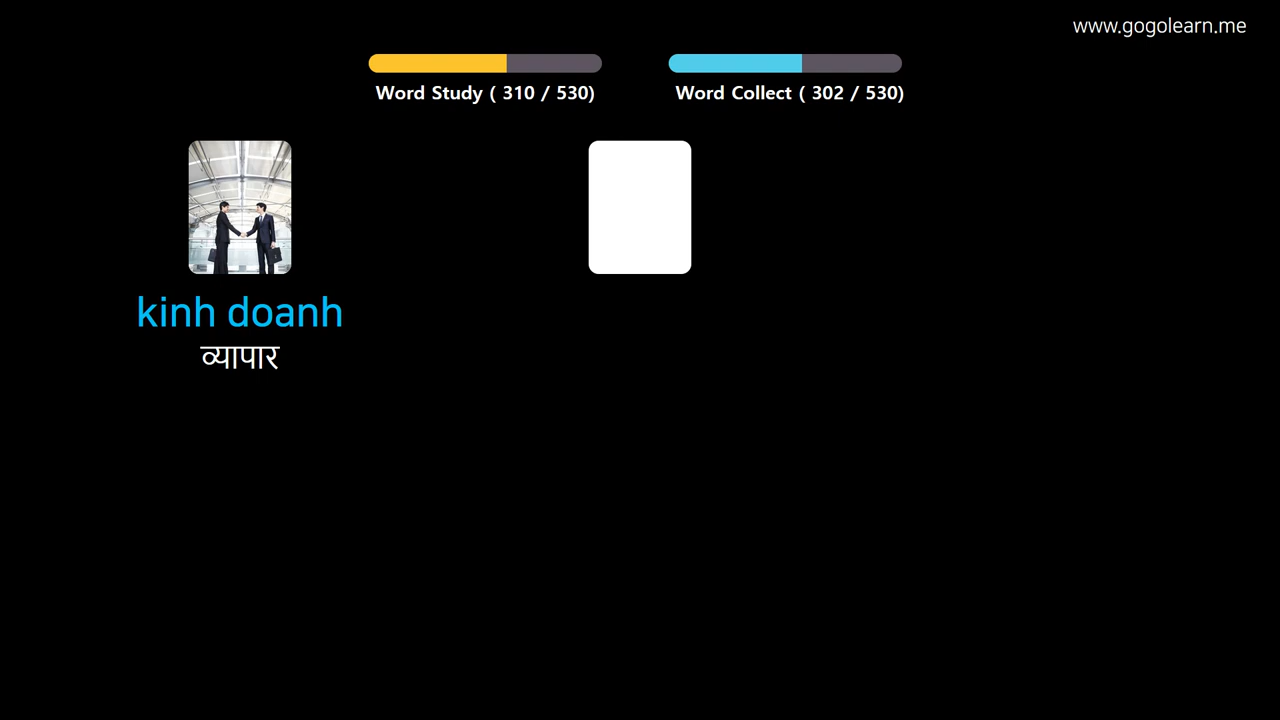 www.gogolearn.me
Word Study ( 310 / 530)
Word Collect ( 302 / 530)
kinh doanh
व्यापार